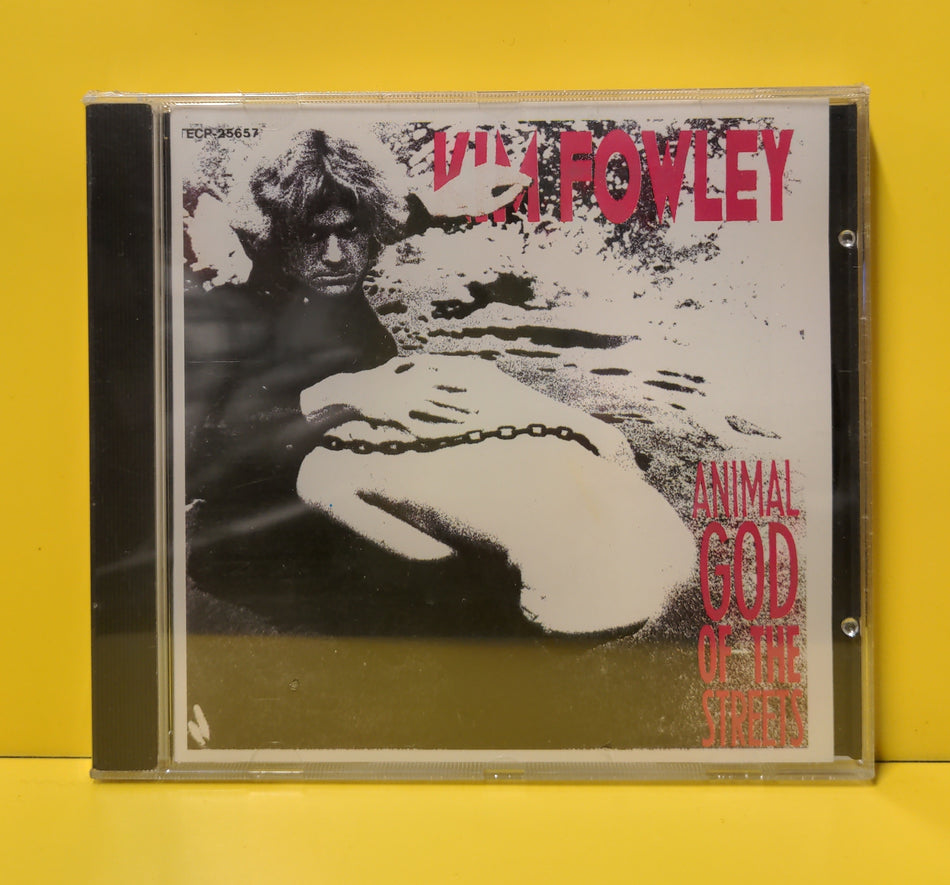 ECP-25657
KIM FOWLEY
ANIMAL
GOD
OF THE
STREETS